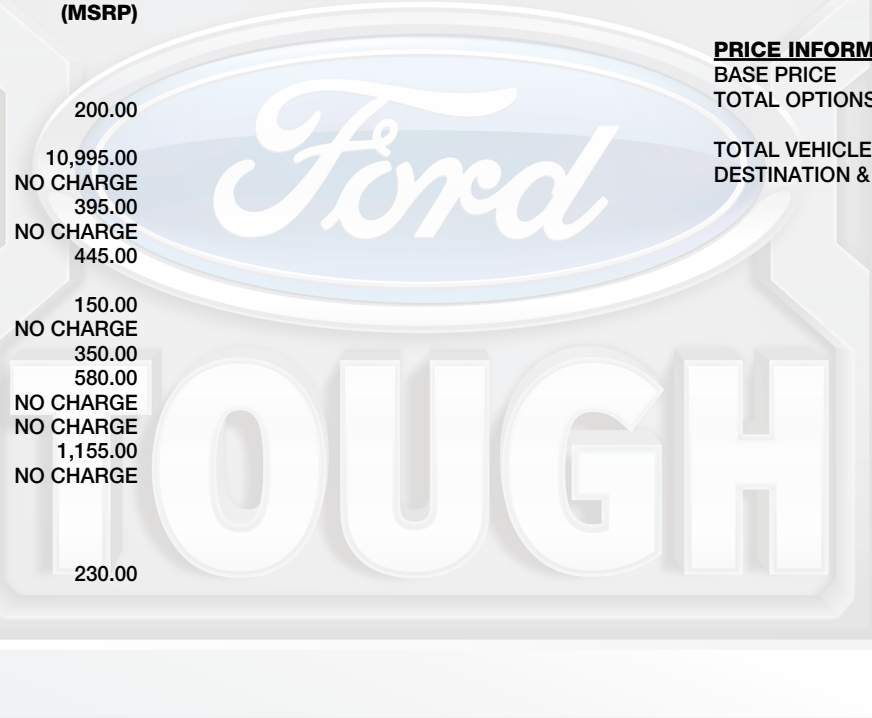 (MSRP)
200.00
10,995.00
NO CHARGE
395.00
NO CHARGE
445.00
150.00
NO CHARGE
350.00
580.00
NO CHARGE
NO CHARGE
1,155.00
NO CHARGE
230.00
PRICE INFORM
BASE PRICE
TOTAL OPTIONS
TOTAL VEHICLE
DESTINATION &
Ford
TOUGH